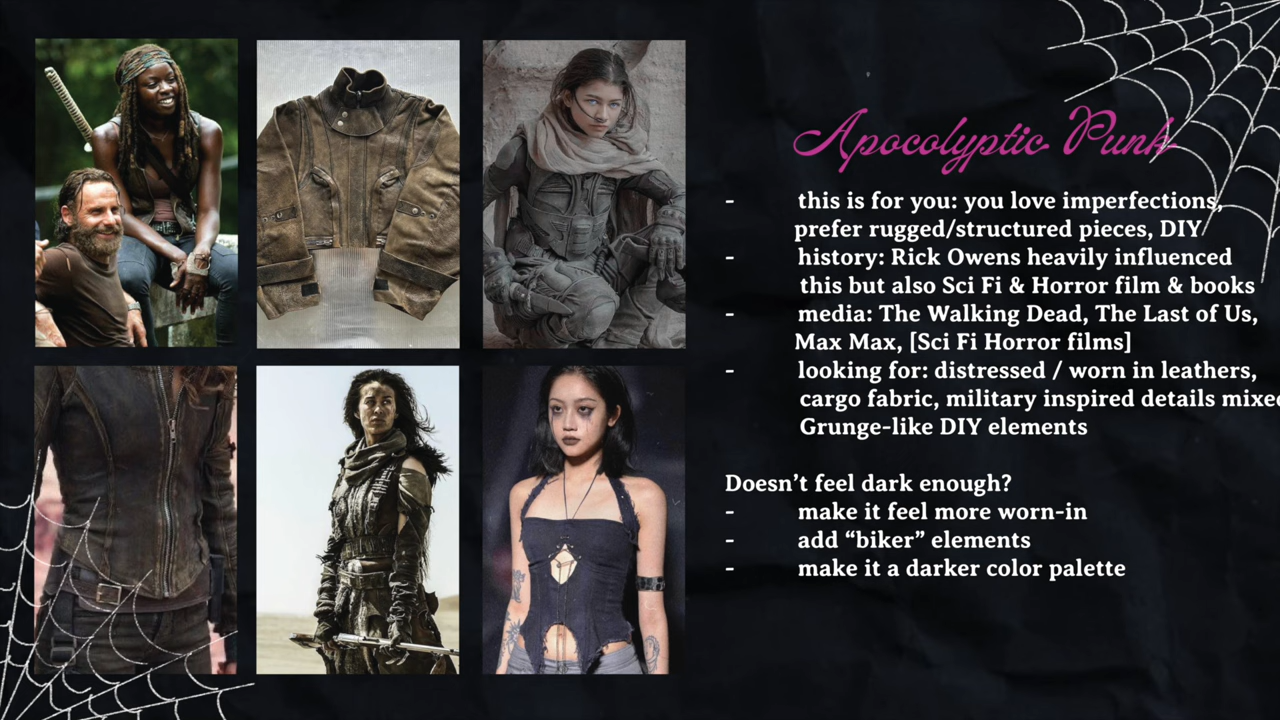 Apocolyptic Punk
- this is for you: you love imperfections,
prefer rugged/structured pieces, DIY
- history: Rick Owens heavily influenced
this but also Sci Fi & Horror film & books
- media: The Walking Dead, The Last of Us,
Max Max, [Sci Fi Horror films]
- looking for: distressed / worn in leathers,
cargo fabric, military inspired details mixed
Grunge-like DIY elements
Doesn’t feel dark enough?
- make it feel more worn-in
- add “biker” elements
- make it a darker color palette